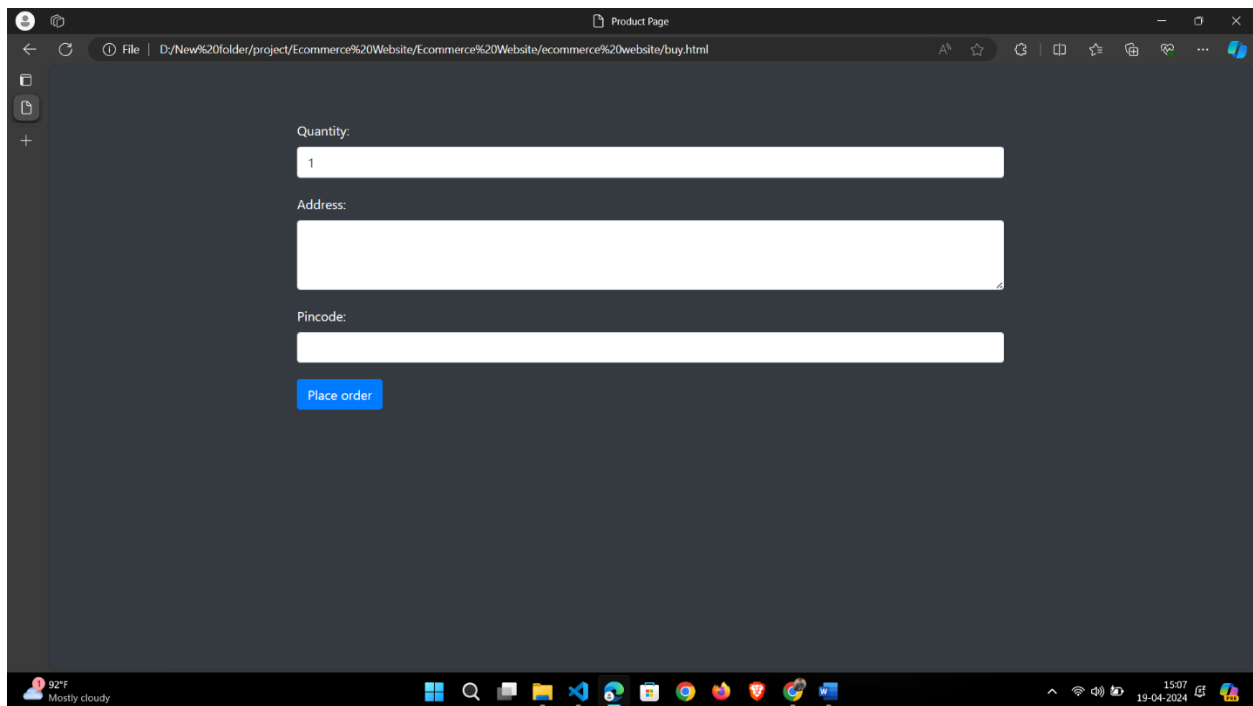 Product Page
File | D:/New%20folder/project/Ecommerce%20Website/Ecommerce%20Website/ecommerce%20website/buy.html
Quantity:
1
Address:
Pincode:
Place order
1
92°F
Mostly cloudy
15:07
19-04-2024